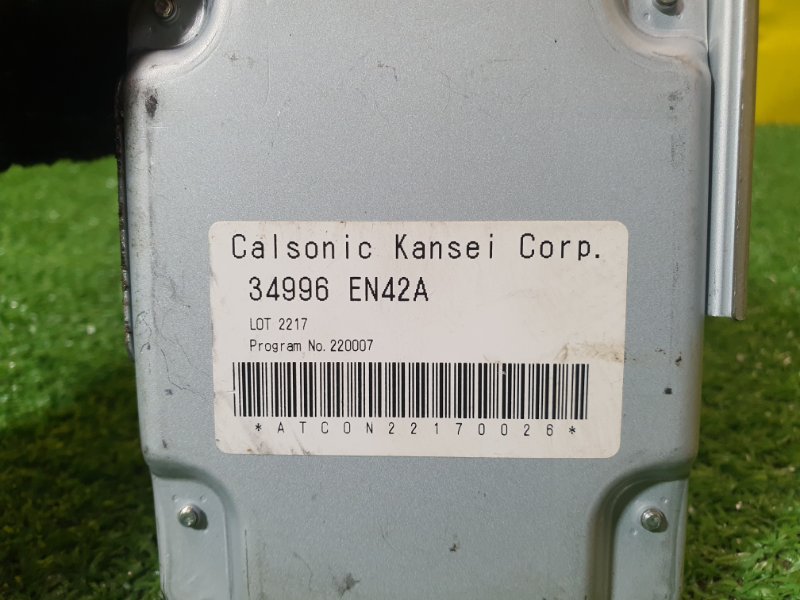 Calsonic Kansei Corp.
34996 EN42A
LOT 2217
Program No. 220007
*ATCON22170026*